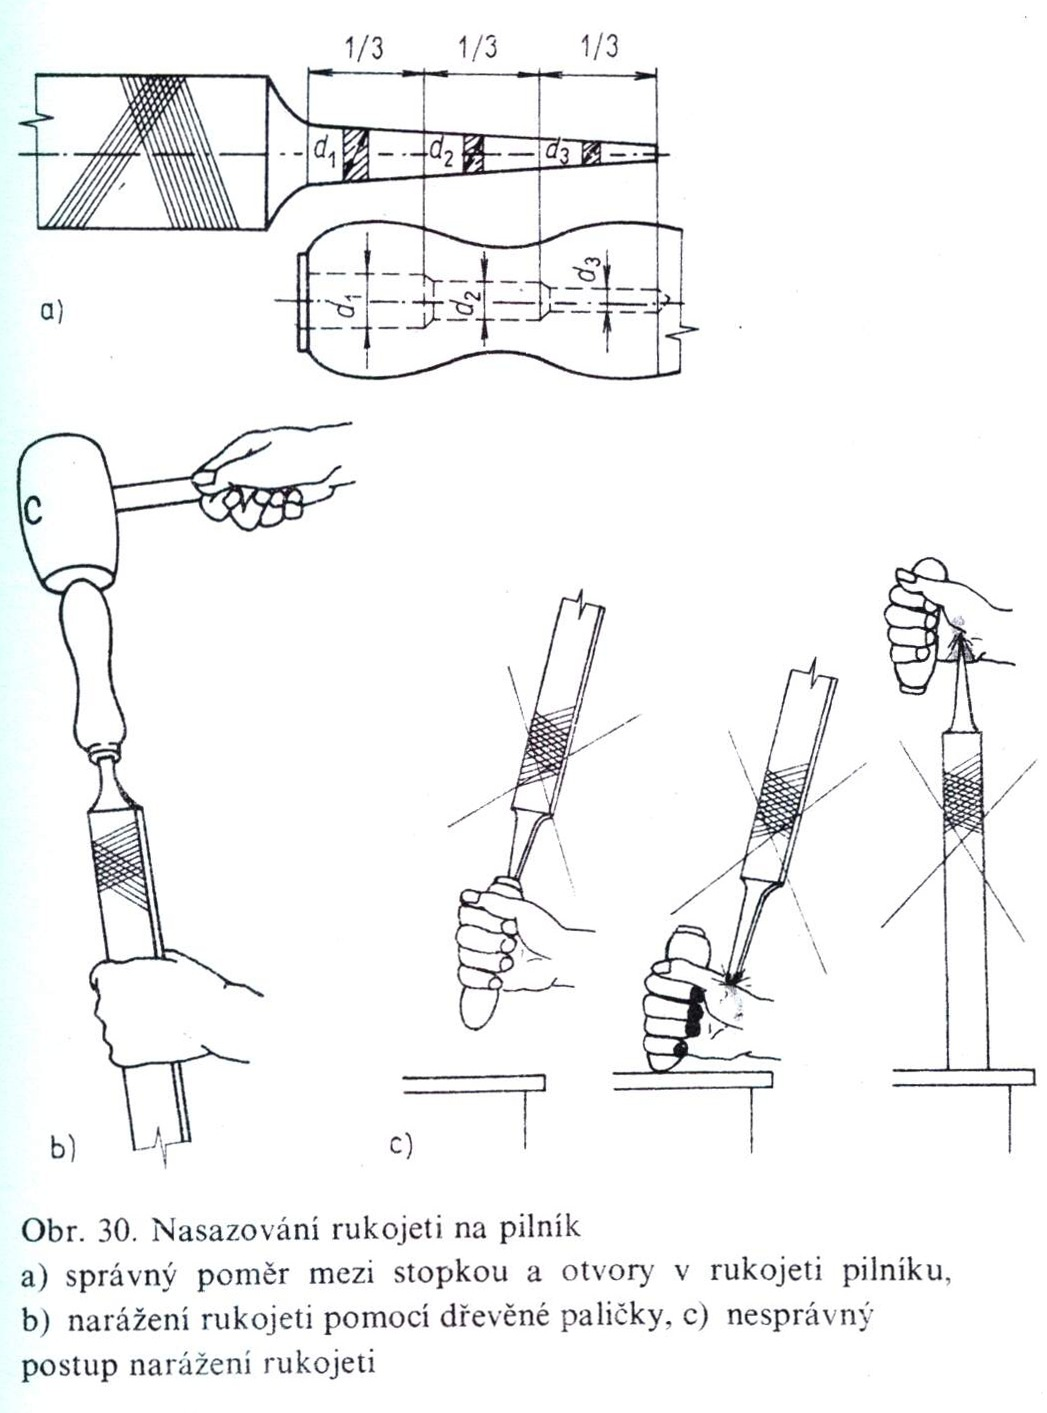 1/3 1/3 1/3
d1 d2 d3
d1 d2 d3
a)
C
b)
c)
Obr. 30. Nasazování rukojeti na pilník
a) správný poměr mezi stopkou a otvory v rukojeti pilníku,
b) narážení rukojeti pomocí dřevěné paličky, c) nesprávný
postup narážení rukojeti